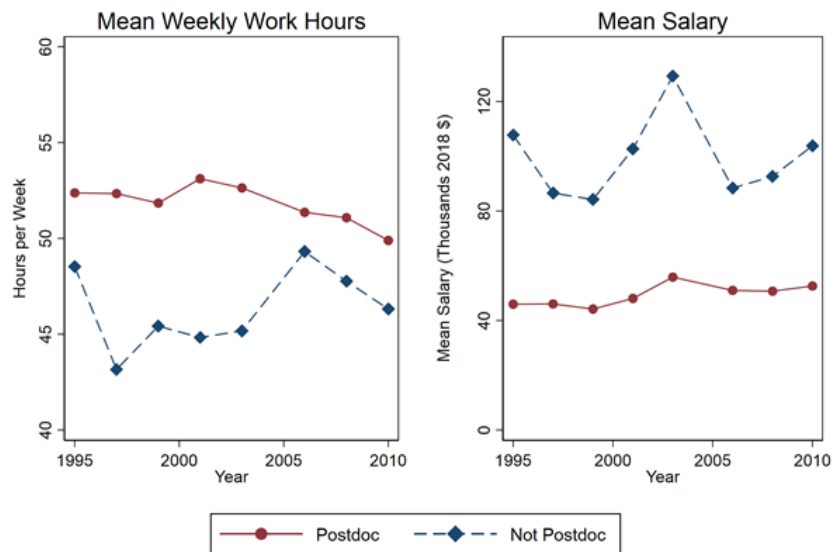 Mean Weekly Work Hours
Hours per Week
60
55
50
45
40
1995 2000 2005 2010
Year
Mean Salary
Mean Salary (Thousands 2018 $)
120
80
40
0
1995 2000 2005 2010
Year
Postdoc Not Postdoc